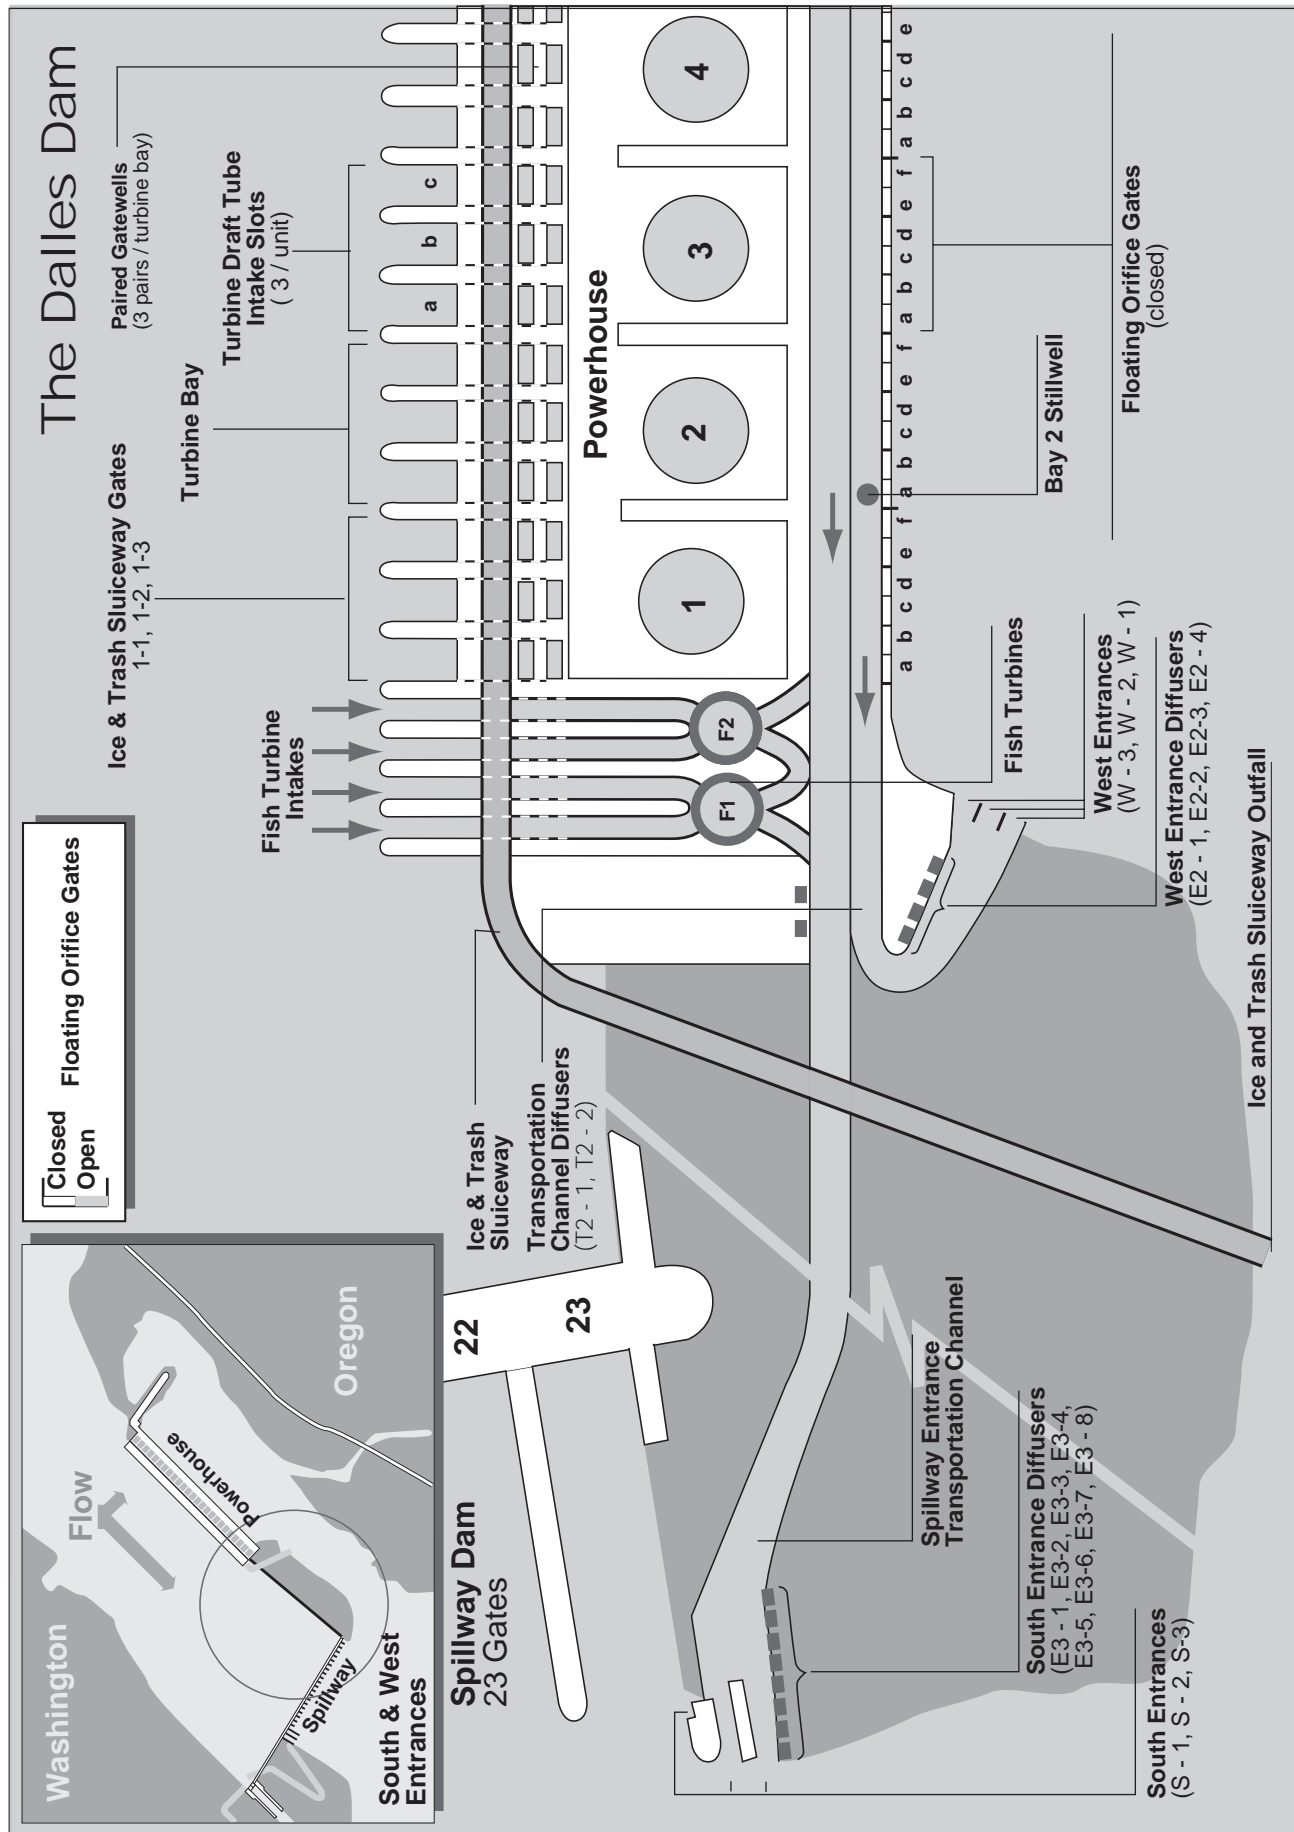 The Dalles Dam
Closed
Open
Floating Orifice Gates
Washington
Oregon
Flow
Powerhouse
Spillway
South & West
Entrances
Spillway Dam
23 Gates
22
23
Ice & Trash
Sluiceway
Transportation
Channel Diffusers
(T2 - 1, T2 - 2)
Fish Turbine
Intakes
Ice & Trash Sluiceway Gates
1-1, 1-2, 1-3
Turbine Bay
Turbine Draft Tube
Intake Slots
( 3 / unit)
Paired Gatewells
(3 pairs / turbine bay)
a b c
Powerhouse
F1 F2 1 2 3 4
a b c d e f a b c d e f a b c d e f a b c d e
Spillway Entrance
Transportation Channel
South Entrance Diffusers
(E3 - 1, E3-2, E3-3, E3-4,
E3-5, E3-6, E3-7, E3 - 8)
South Entrances
(S - 1, S - 2, S-3)
Fish Turbines
Bay 2 Stillwell
Floating Orifice Gates
(closed)
West Entrances
(W - 3, W - 2, W - 1)
West Entrance Diffusers
(E2 - 1, E2-2, E2-3, E2 - 4)
Ice and Trash Sluiceway Outfall